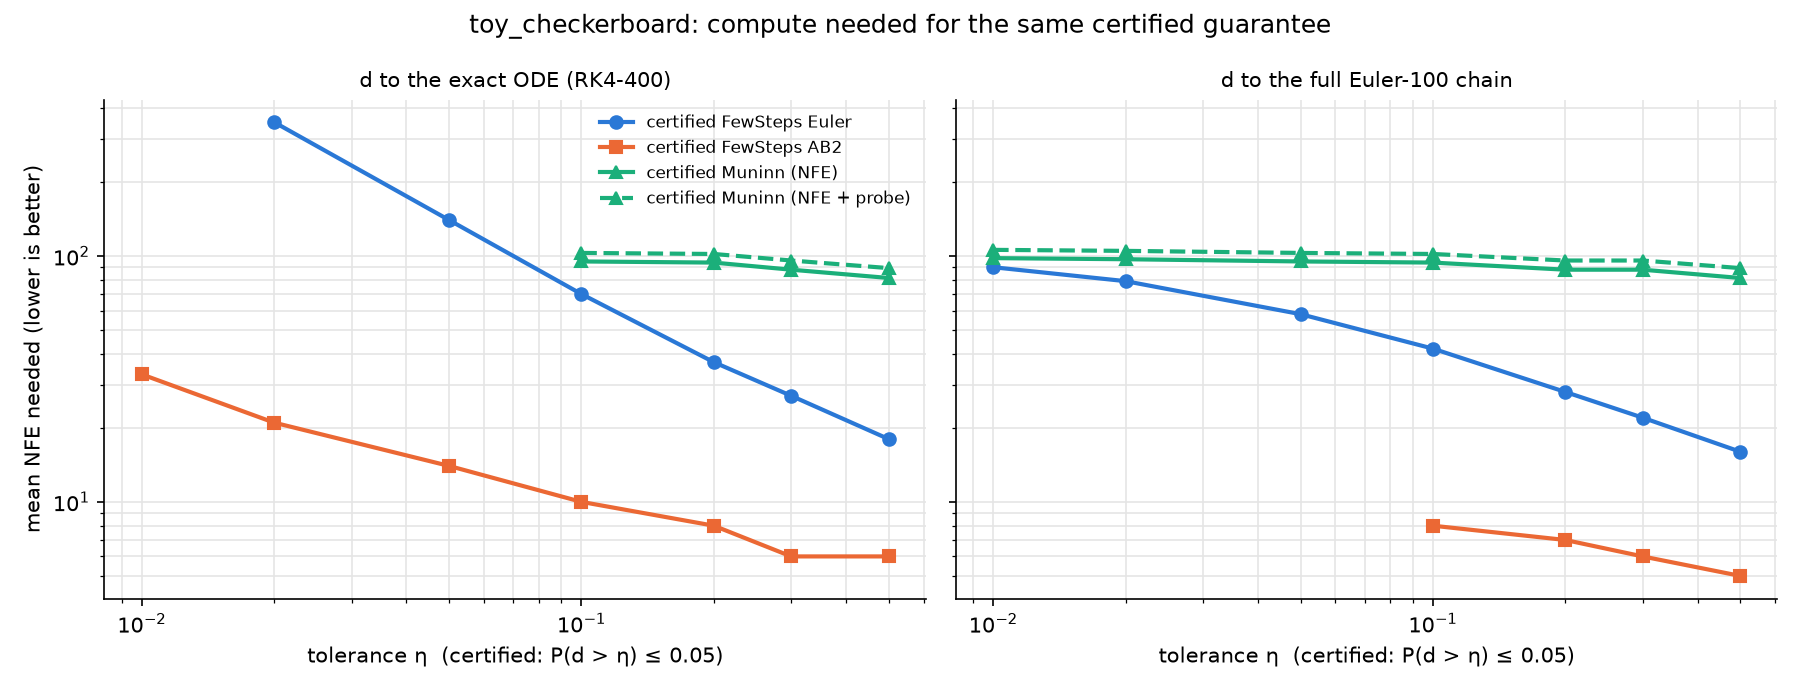 toy_checkerboard: compute needed for the same certified guarantee
d to the exact ODE (RK4-400)
d to the full Euler-100 chain
certified FewSteps Euler
certified FewSteps AB2
certified Muninn (NFE)
certified Muninn (NFE + probe)
mean NFE needed (lower is better)
10²
10¹
10⁻²
10⁻¹
10⁻²
10⁻¹
tolerance η (certified: P(d > η) ≤ 0.05)
tolerance η (certified: P(d > η) ≤ 0.05)